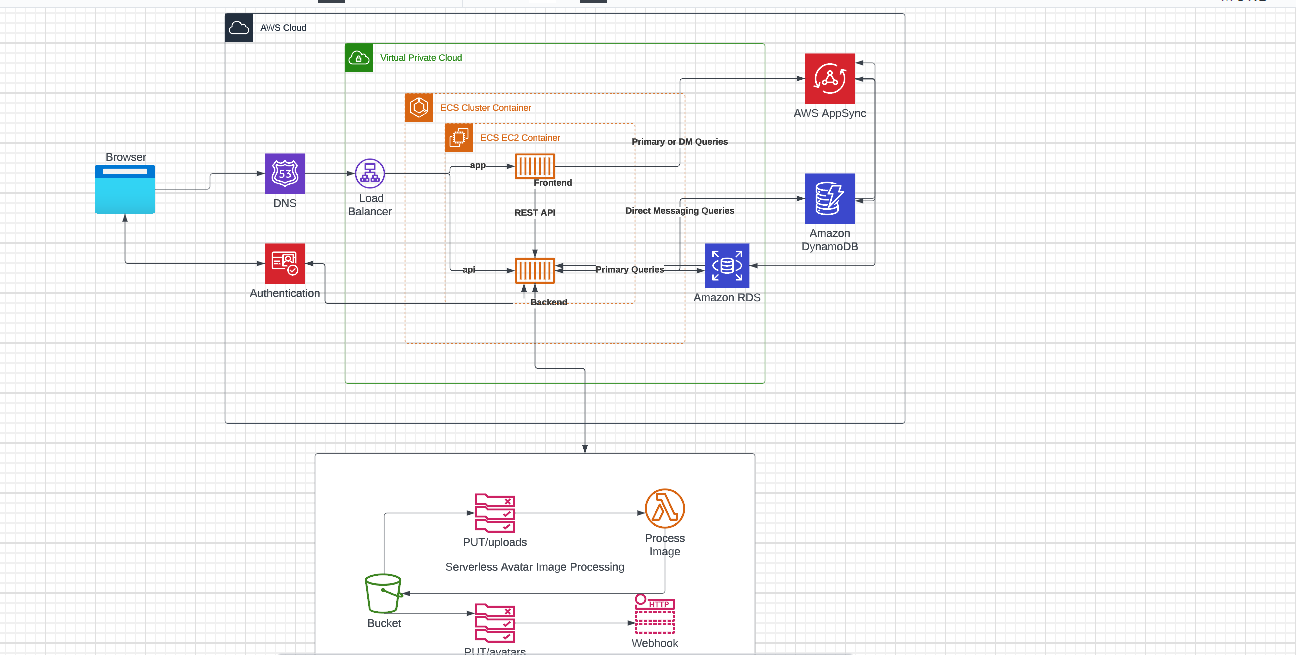 AWS Cloud
Virtual Private Cloud
ECS Cluster Container
ECS EC2 Container
AWS AppSync
Primary or DM Queries
Browser
app
53
Frontend
DNS
Load
Balancer
REST API
Direct Messaging Queries
Amazon
DynamoDB
api
Primary Queries
Authentication
Backend
Amazon RDS
PUT/uploads
Process
Image
Serverless Avatar Image Processing
HTTP
Bucket
Webhook
PUT/avatars